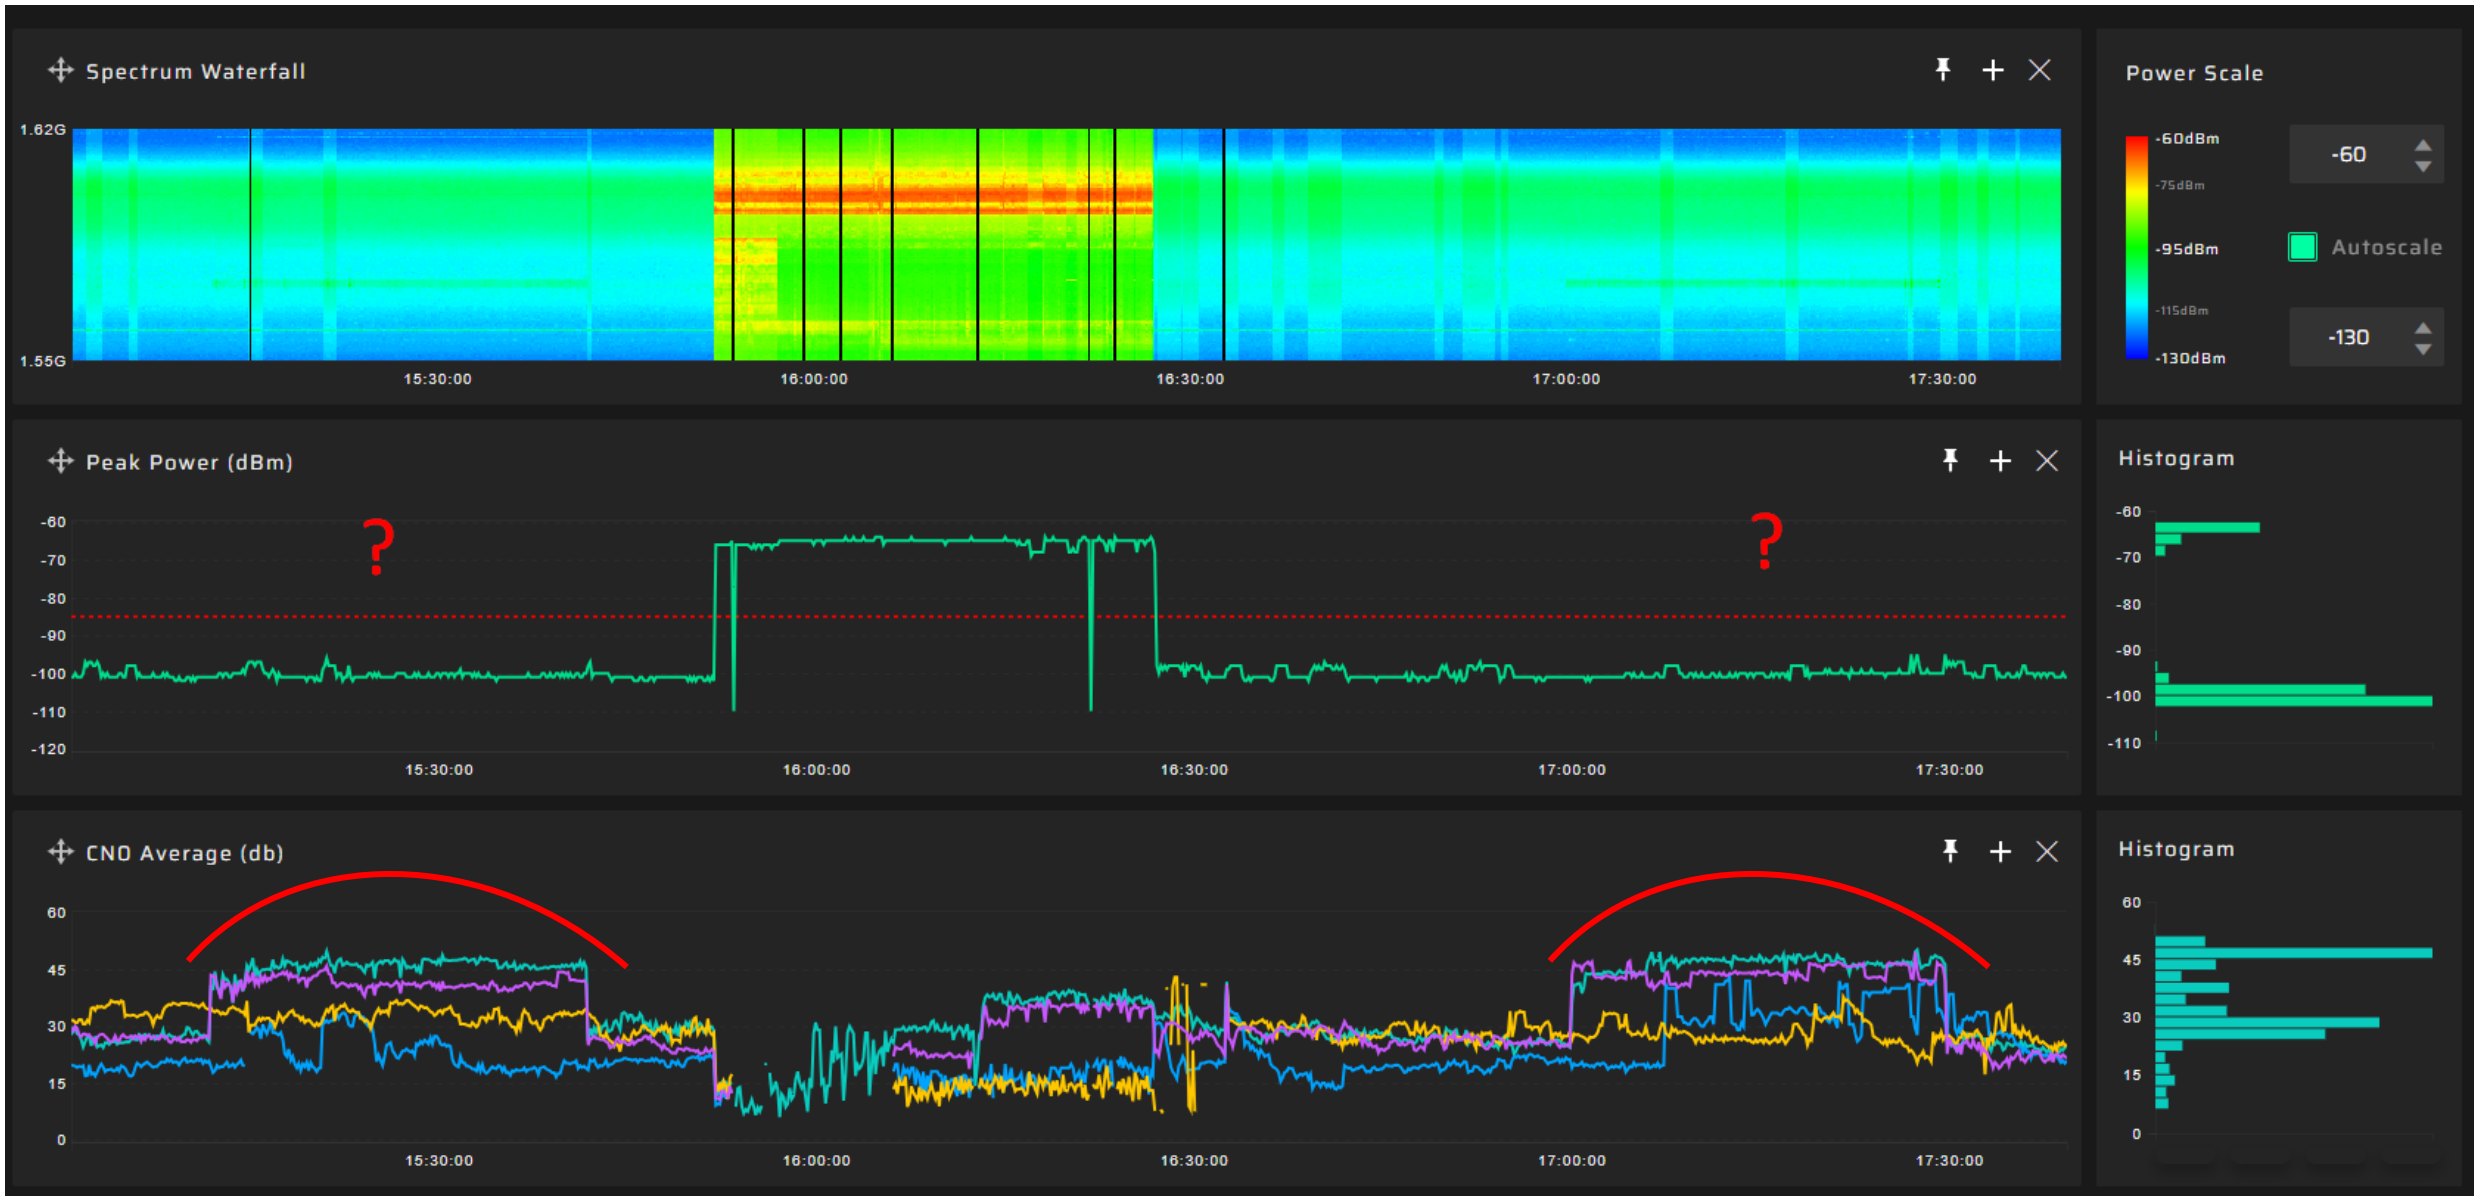 Spectrum Waterfall
1.62G
1.55G
15:30:00 16:00:00 16:30:00 17:00:00 17:30:00
Power Scale
-60dBm
-75dBm
-95dBm
-115dBm
-130dBm
-60
Autoscale
-130
Peak Power (dBm)
? ?
-60
-70
-80
-90
-100
-110
-120
15:30:00 16:00:00 16:30:00 17:00:00 17:30:00
Histogram
-60
-70
-80
-90
-100
-110
CN0 Average (db)
60
45
30
15
0
15:30:00 16:00:00 16:30:00 17:00:00 17:30:00
Histogram
60
45
30
15
0